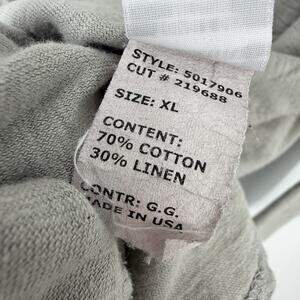 STYLE: 5017906
CUT # 219688
SIZE: XL
CONTENT:
70% COTTON
30% LINEN
CONTR: G.G.
MADE IN USA